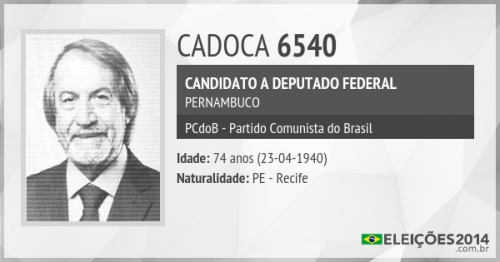 CADOCA 6540
CANDIDATO A DEPUTADO FEDERAL
PERNAMBUCO
PCdoB - Partido Comunista do Brasil
Idade: 74 anos (23-04-1940)
Naturalidade: PE - Recife
ELEIÇÕES2014
.com.br